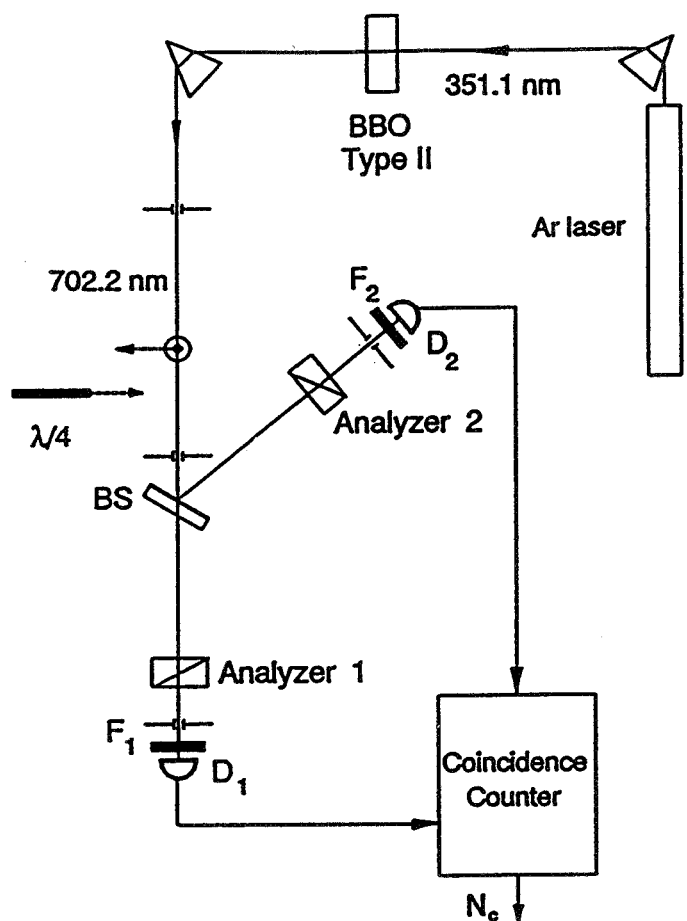 351.1 nm
BBO
Type II
Ar laser
702.2 nm
F2
D2
λ/4
Analyzer 2
BS
Analyzer 1
F1
D1
Coincidence
Counter
Nc